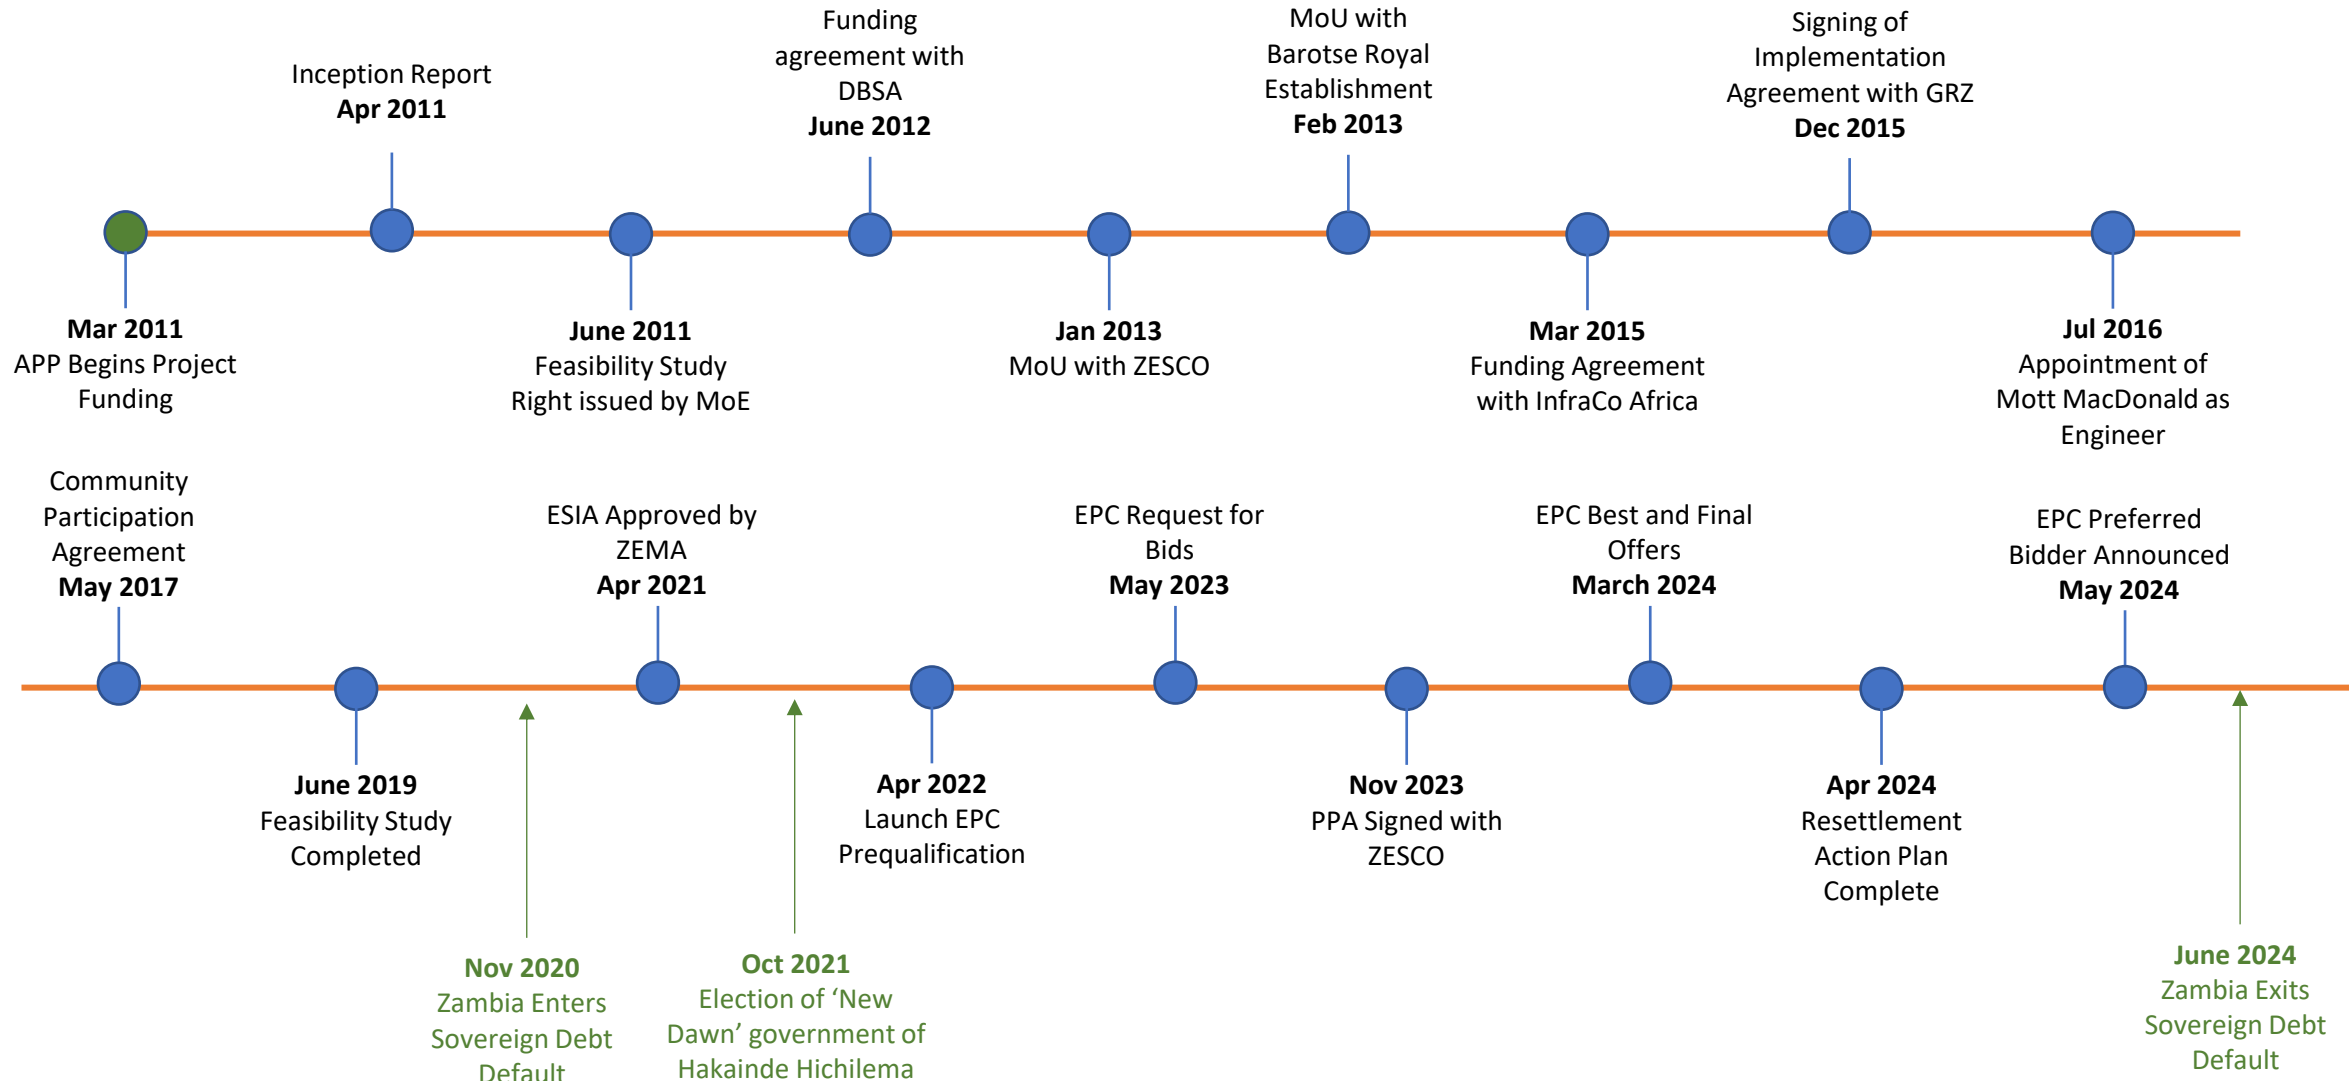 Inception Report
Apr 2011
Funding
agreement with
DBSA
June 2012
MoU with
Barotse Royal
Establishment
Feb 2013
Signing of
Implementation
Agreement with GRZ
Dec 2015
Mar 2011
APP Begins Project
Funding
June 2011
Feasibility Study
Right issued by MoE
Jan 2013
MoU with ZESCO
Mar 2015
Funding Agreement
with InfraCo Africa
Jul 2016
Appointment of
Mott MacDonald as
Engineer
Community
Participation
Agreement
May 2017
ESIA Approved by
ZEMA
Apr 2021
EPC Request for
Bids
May 2023
EPC Best and Final
Offers
March 2024
EPC Preferred
Bidder Announced
May 2024
June 2019
Feasibility Study
Completed
Apr 2022
Launch EPC
Prequalification
Nov 2023
PPA Signed with
ZESCO
Apr 2024
Resettlement
Action Plan
Complete
Nov 2020
Zambia Enters
Sovereign Debt
Default
Oct 2021
Election of ‘New
Dawn’ government of
Hakainde Hichilema
June 2024
Zambia Exits
Sovereign Debt
Default